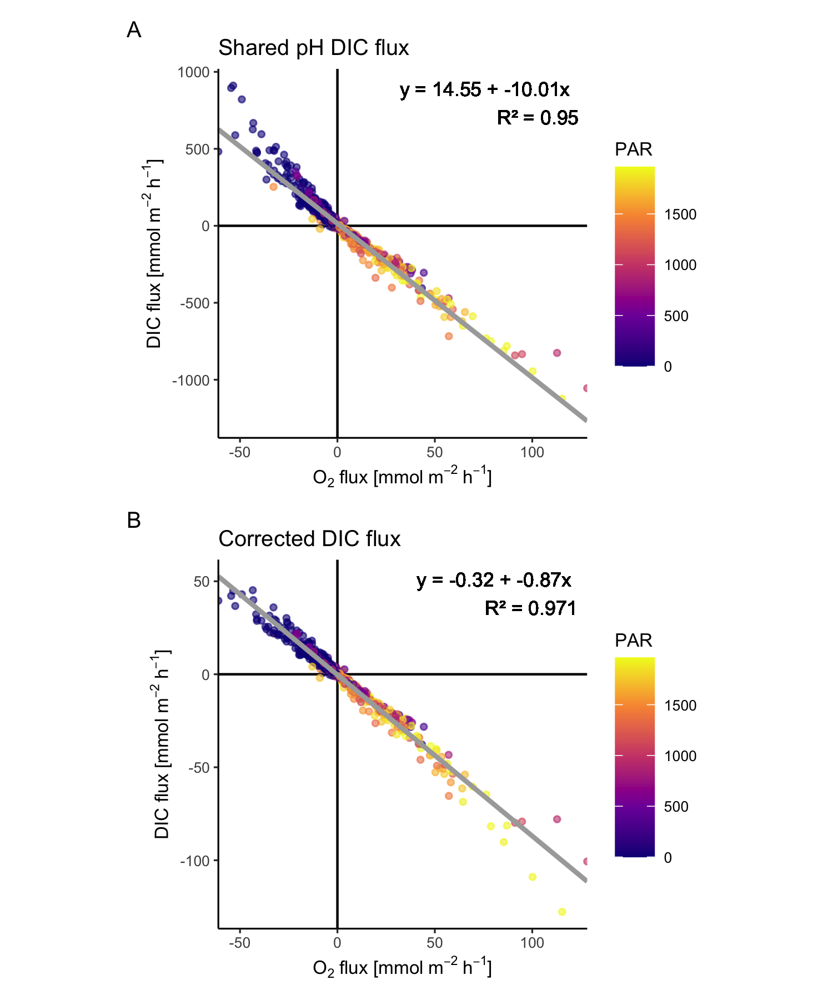 A
Shared pH DIC flux
y = 14.55 + -10.01x
R² = 0.95
1000
500
0
-500
-1000
DIC flux [mmol m⁻² h⁻¹]
-50 0 50 100
O₂ flux [mmol m⁻² h⁻¹]
PAR
1500
1000
500
0
B
Corrected DIC flux
y = -0.32 + -0.87x
R² = 0.971
50
0
-50
-100
DIC flux [mmol m⁻² h⁻¹]
-50 0 50 100
O₂ flux [mmol m⁻² h⁻¹]
PAR
1500
1000
500
0